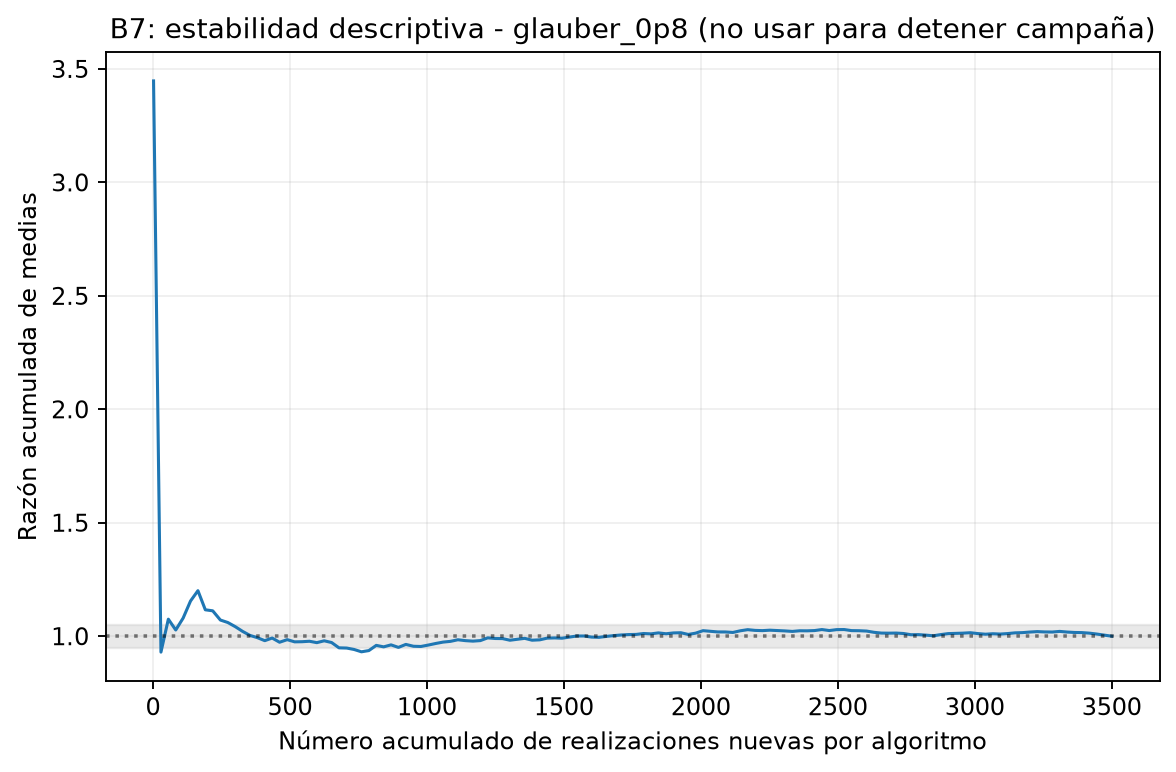 B7: estabilidad descriptiva - glauber_0p8 (no usar para detener campaña)
3.5
3.0
2.5
2.0
1.5
1.0
Razón acumulada de medias
0 500 1000 1500 2000 2500 3000 3500
Número acumulado de realizaciones nuevas por algoritmo